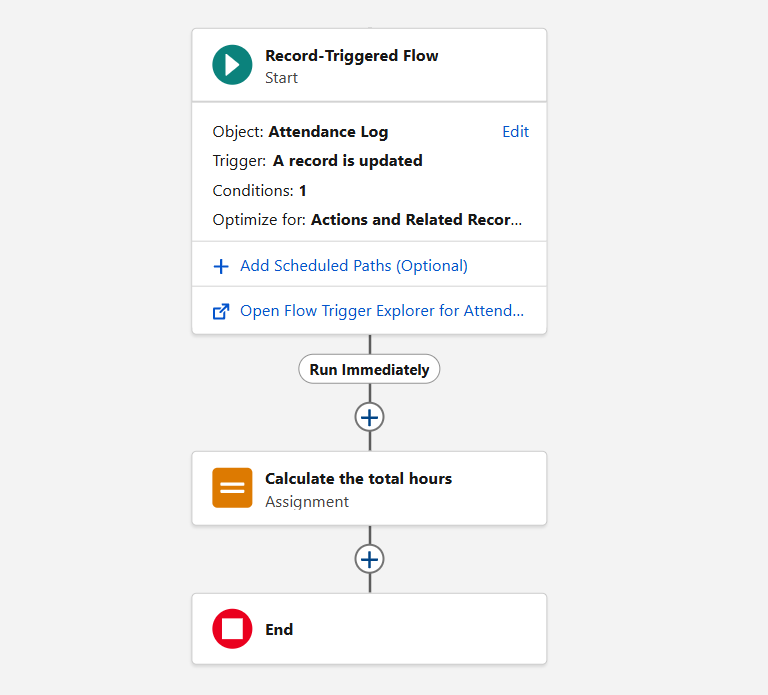 Record-Triggered Flow
Start
Object: Attendance Log
Edit
Trigger: A record is updated
Conditions: 1
Optimize for: Actions and Related Recor...
Add Scheduled Paths (Optional)
Open Flow Trigger Explorer for Attend...
Run Immediately
Calculate the total hours
Assignment
End